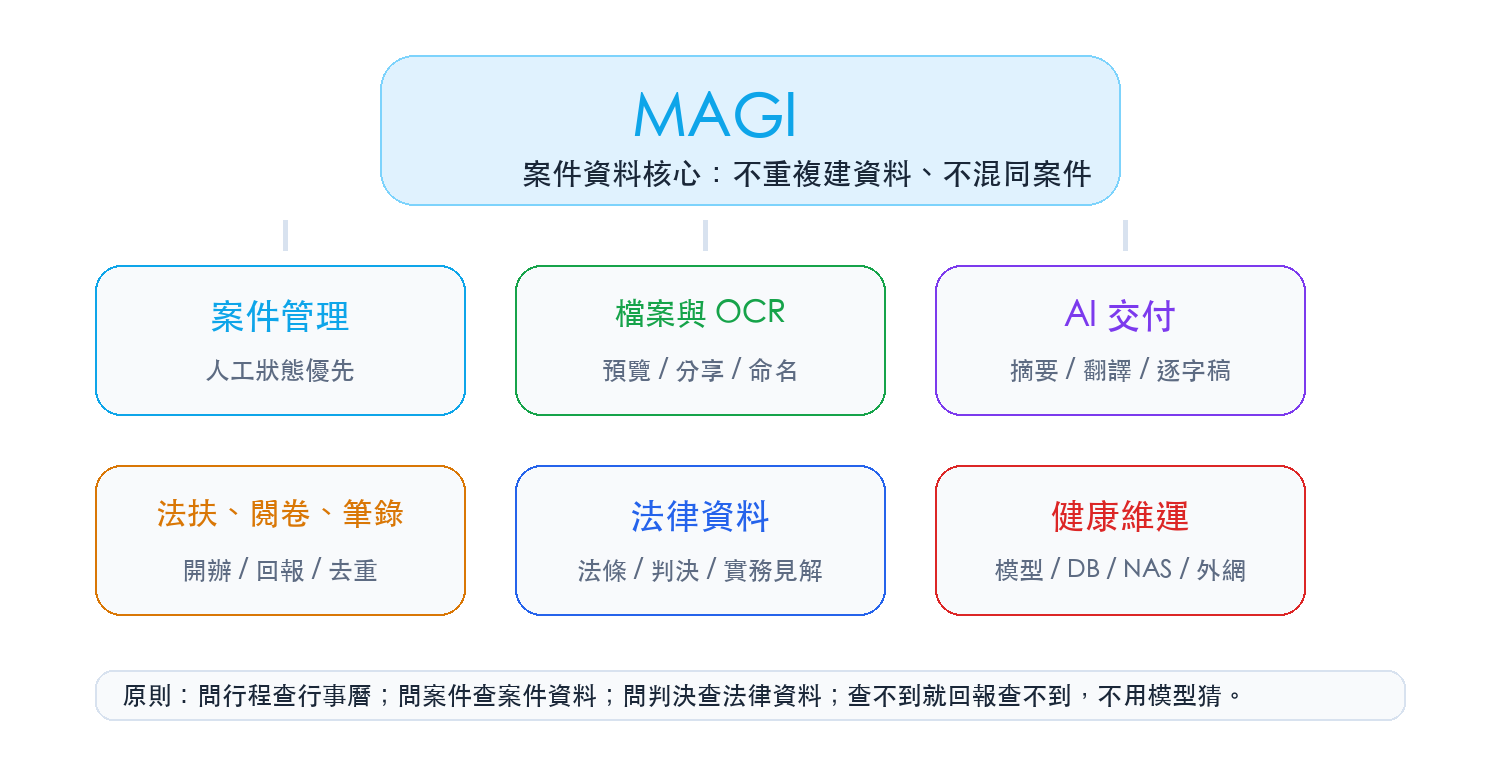 MAGI
案件資料核心：不重複建資料、不混同案件
案件管理
人工狀態優先
檔案與 OCR
預覽 / 分享 / 命名
AI 交付
摘要 / 翻譯 / 逐字稿
法扶、閱卷、筆錄
開辦 / 回報 / 去重
法律資料
法條 / 判決 / 實務見解
健康維運
模型 / DB / NAS / 外網
原則：問行程查行事曆；問案件查案件資料；問判決查法律資料；查不到就回報查不到，不用模型猜。